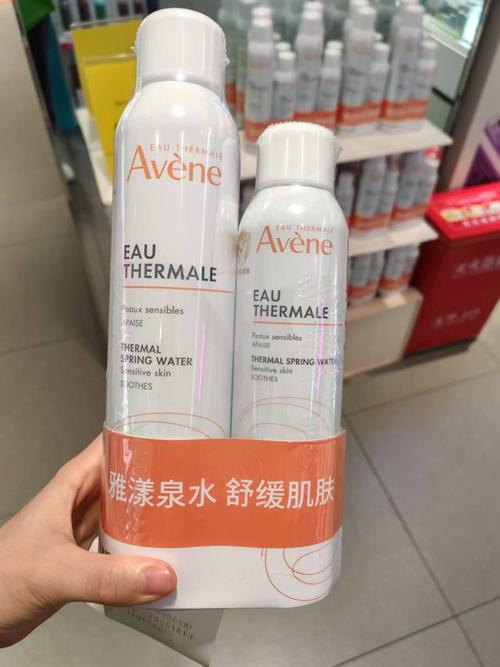 EAU THERMALE
Avène
EAU
THERMALE
Peaux sensibles
APAISE
THERMAL
SPRING WATER
Sensitive skin
SOOTHES
EAU THERMALE
Avène
EAU
THERMALE
Peaux sensibles
APAISE
THERMAL SPRING WATER
Sensitive skin
SOOTHES
雅漾泉水 舒缓肌肤